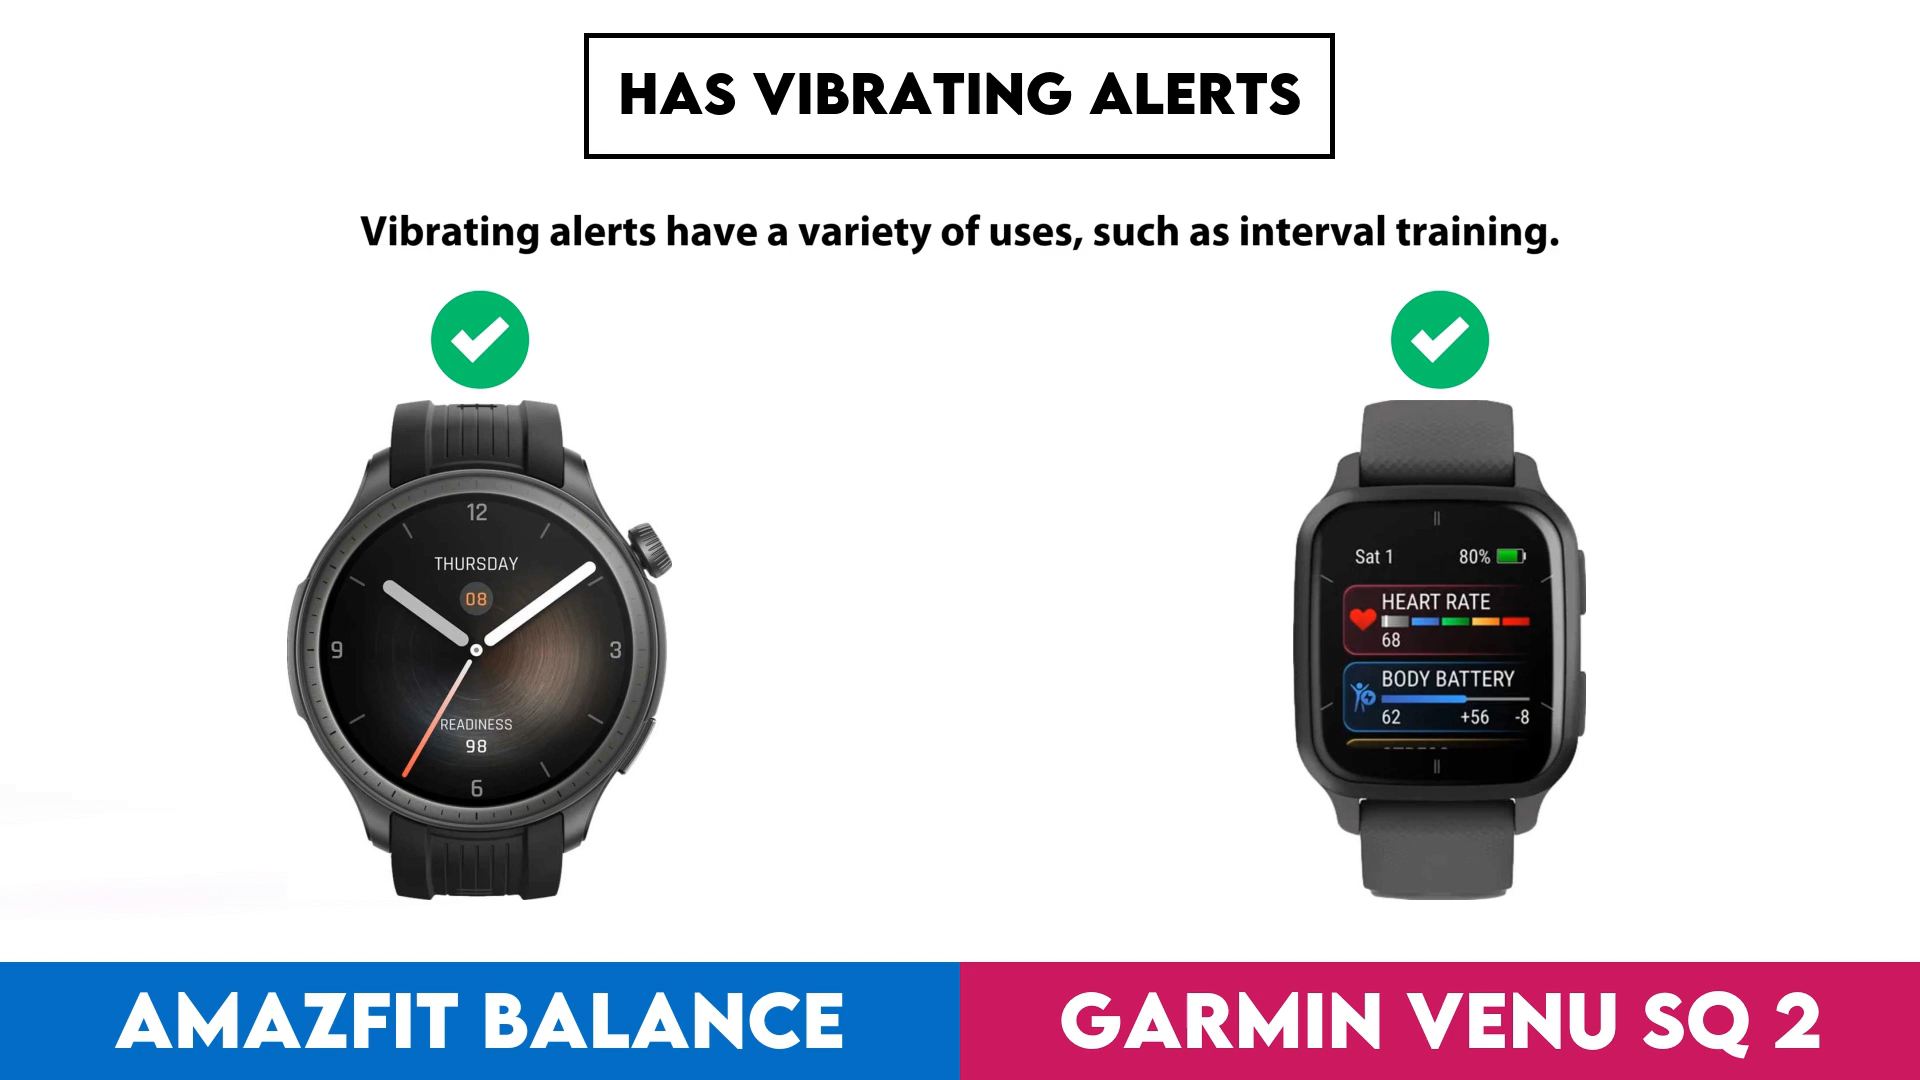 HAS VIBRATING ALERTS
Vibrating alerts have a variety of uses, such as interval training.
12
THURSDAY
08
9
3
READINESS
98
6
Sat 1 80%
HEART RATE
68
BODY BATTERY
62 +56 -8
AMAZFIT BALANCE
GARMIN VENU SQ 2